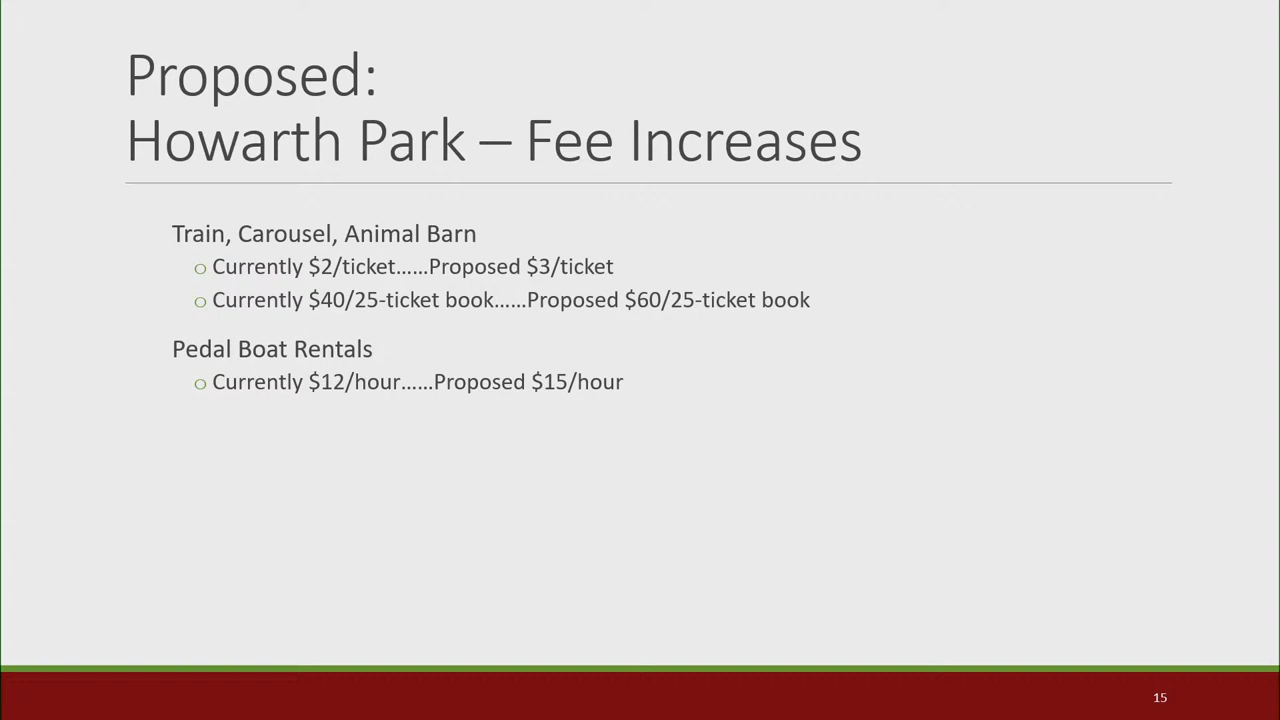 Proposed:
Howarth Park – Fee Increases
Train, Carousel, Animal Barn
o Currently $2/ticket……Proposed $3/ticket
o Currently $40/25-ticket book……Proposed $60/25-ticket book
Pedal Boat Rentals
o Currently $12/hour……Proposed $15/hour
15